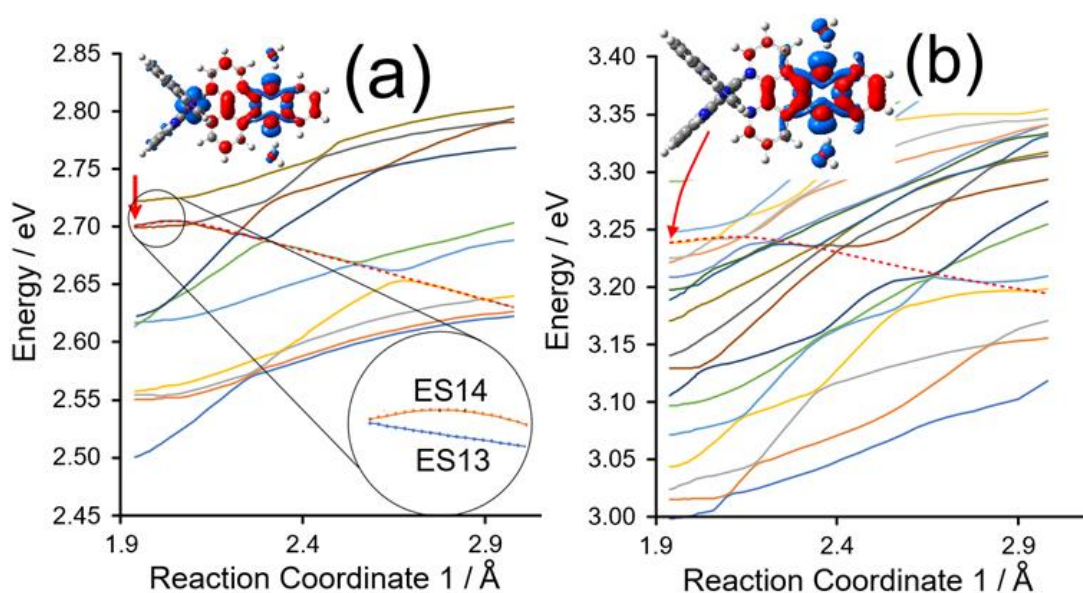 (a)
Energy / eV
2.85
2.80
2.75
2.70
2.65
2.60
2.55
2.50
2.45
ES14
ES13
1.9 2.4 2.9
Reaction Coordinate 1 / Å
(b)
Energy / eV
3.40
3.35
3.30
3.25
3.20
3.15
3.10
3.05
3.00
1.9 2.4 2.9
Reaction Coordinate 1 / Å